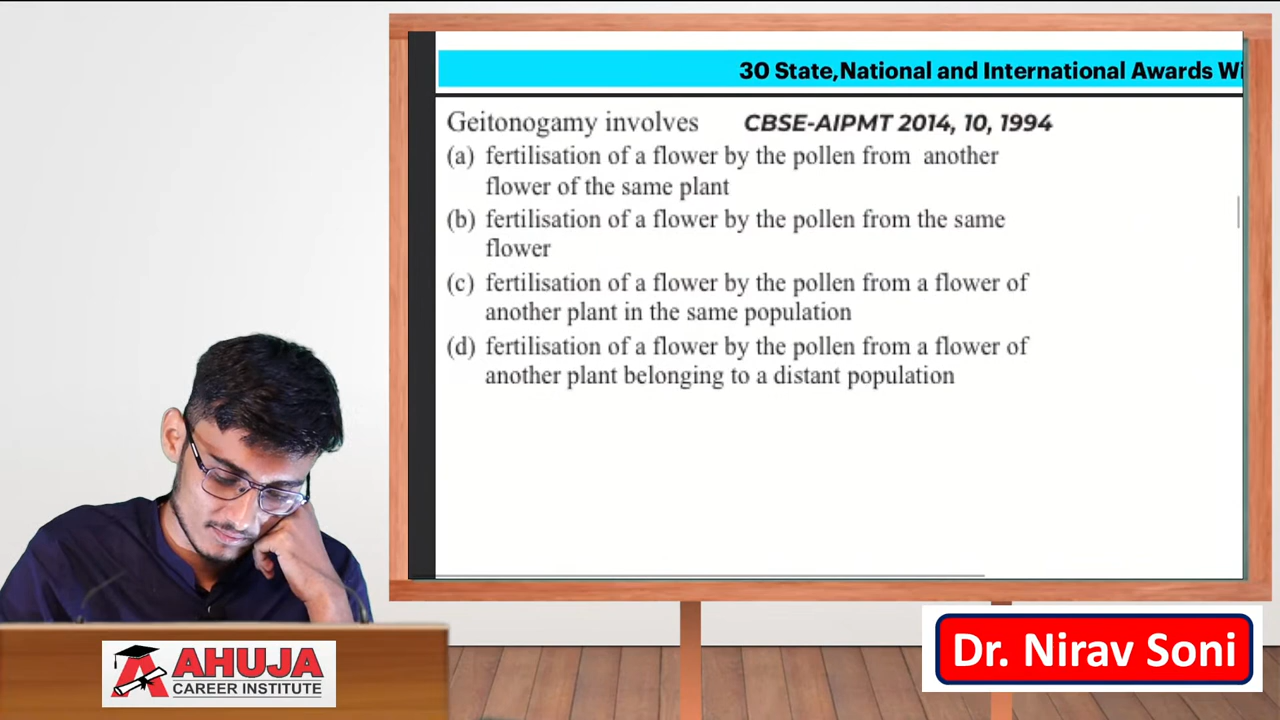 30 State,National and International Awards Wi
Geitonogamy involves CBSE-AIPMT 2014, 10, 1994
(a) fertilisation of a flower by the pollen from another
flower of the same plant
(b) fertilisation of a flower by the pollen from the same
flower
(c) fertilisation of a flower by the pollen from a flower of
another plant in the same population
(d) fertilisation of a flower by the pollen from a flower of
another plant belonging to a distant population
Dr. Nirav Soni
AHUJA
CAREER INSTITUTE